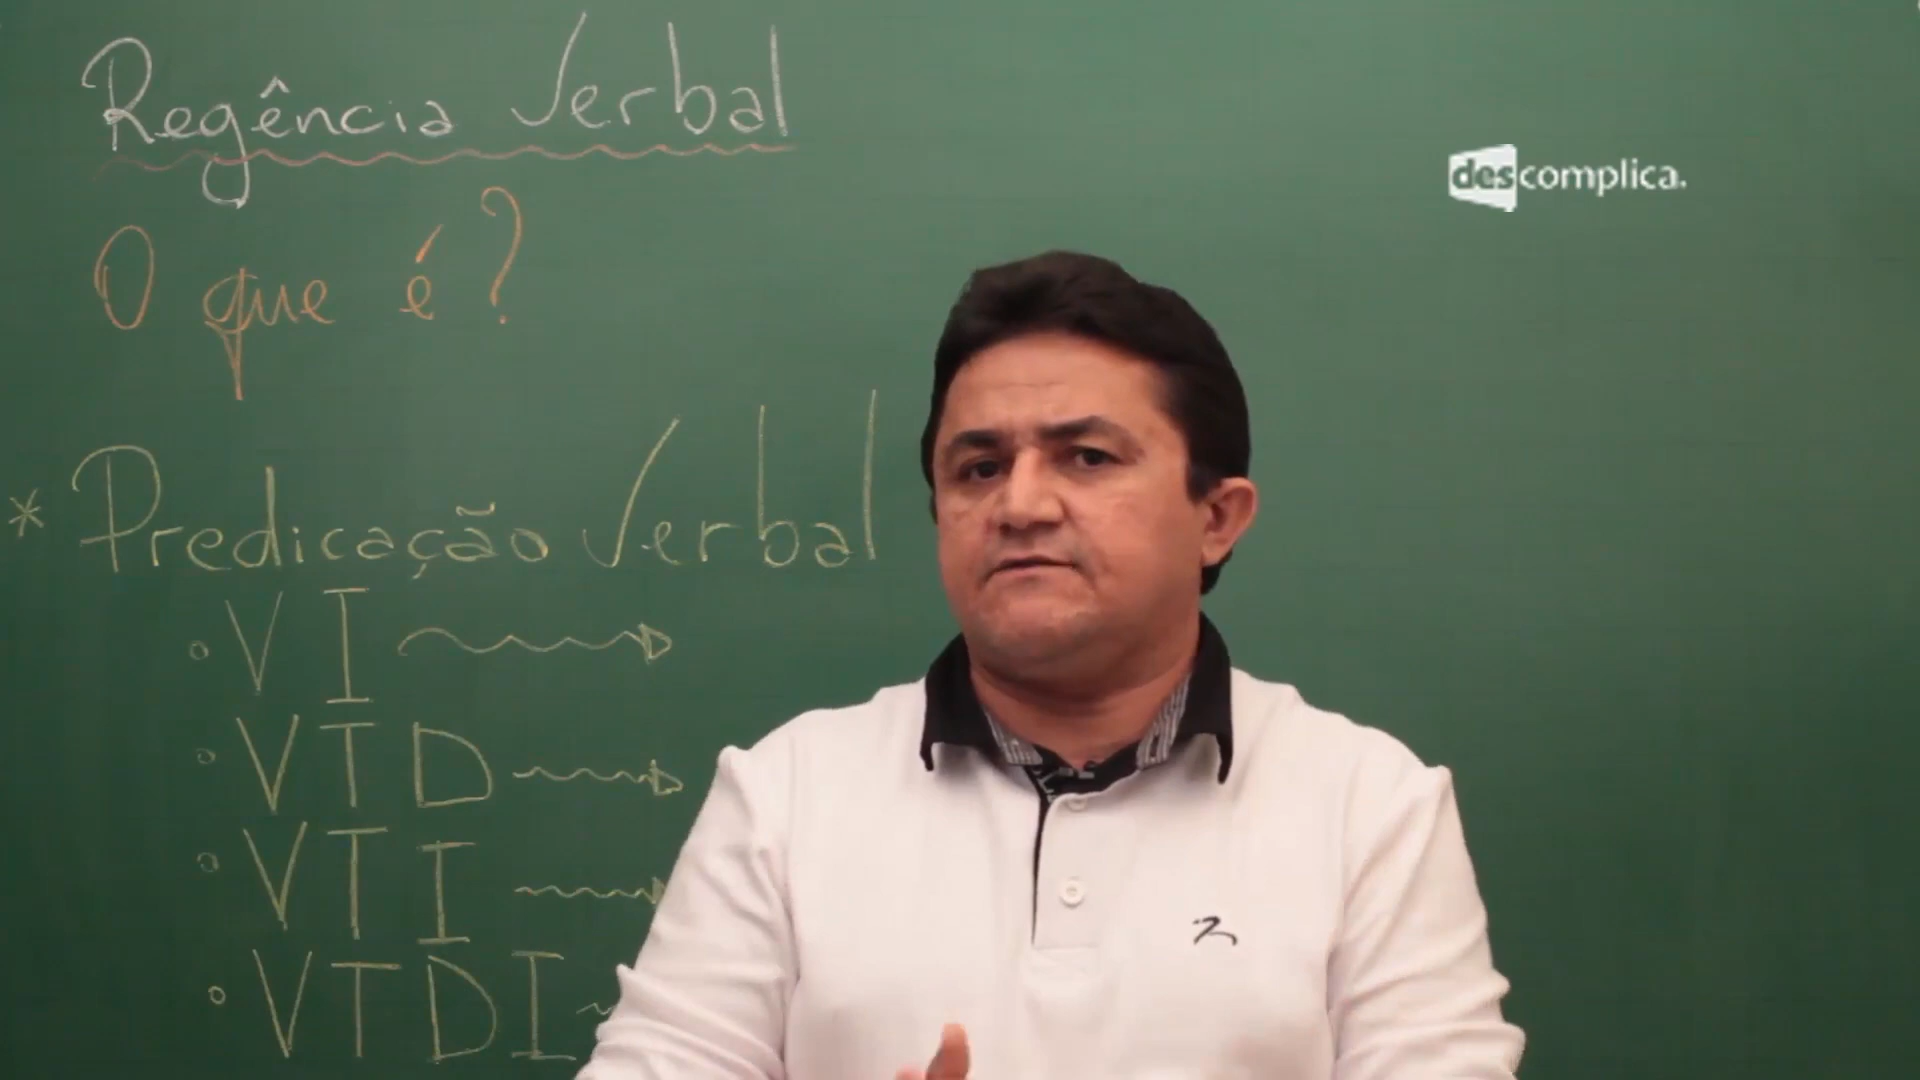 Regência Verbal
descomplica.
O que é?
* Predicação Verbal
VI
VTD
VTI
VTDI